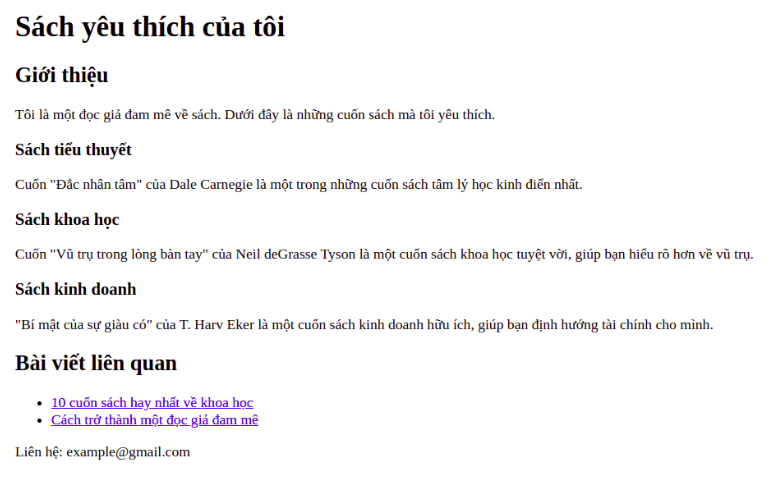 Sách yêu thích của tôi
Giới thiệu
Tôi là một đọc giả đam mê về sách. Dưới đây là những cuốn sách mà tôi yêu thích.
Sách tiểu thuyết
Cuốn "Đắc nhân tâm" của Dale Carnegie là một trong những cuốn sách tâm lý học kinh điển nhất.
Sách khoa học
Cuốn "Vũ trụ trong lòng bàn tay" của Neil deGrasse Tyson là một cuốn sách khoa học tuyệt vời, giúp bạn hiểu rõ hơn về vũ trụ.
Sách kinh doanh
"Bí mật của sự giàu có" của T. Harv Eker là một cuốn sách kinh doanh hữu ích, giúp bạn định hướng tài chính cho mình.
Bài viết liên quan
10 cuốn sách hay nhất về khoa học
Cách trở thành một đọc giả đam mê
Liên hệ: example@gmail.com